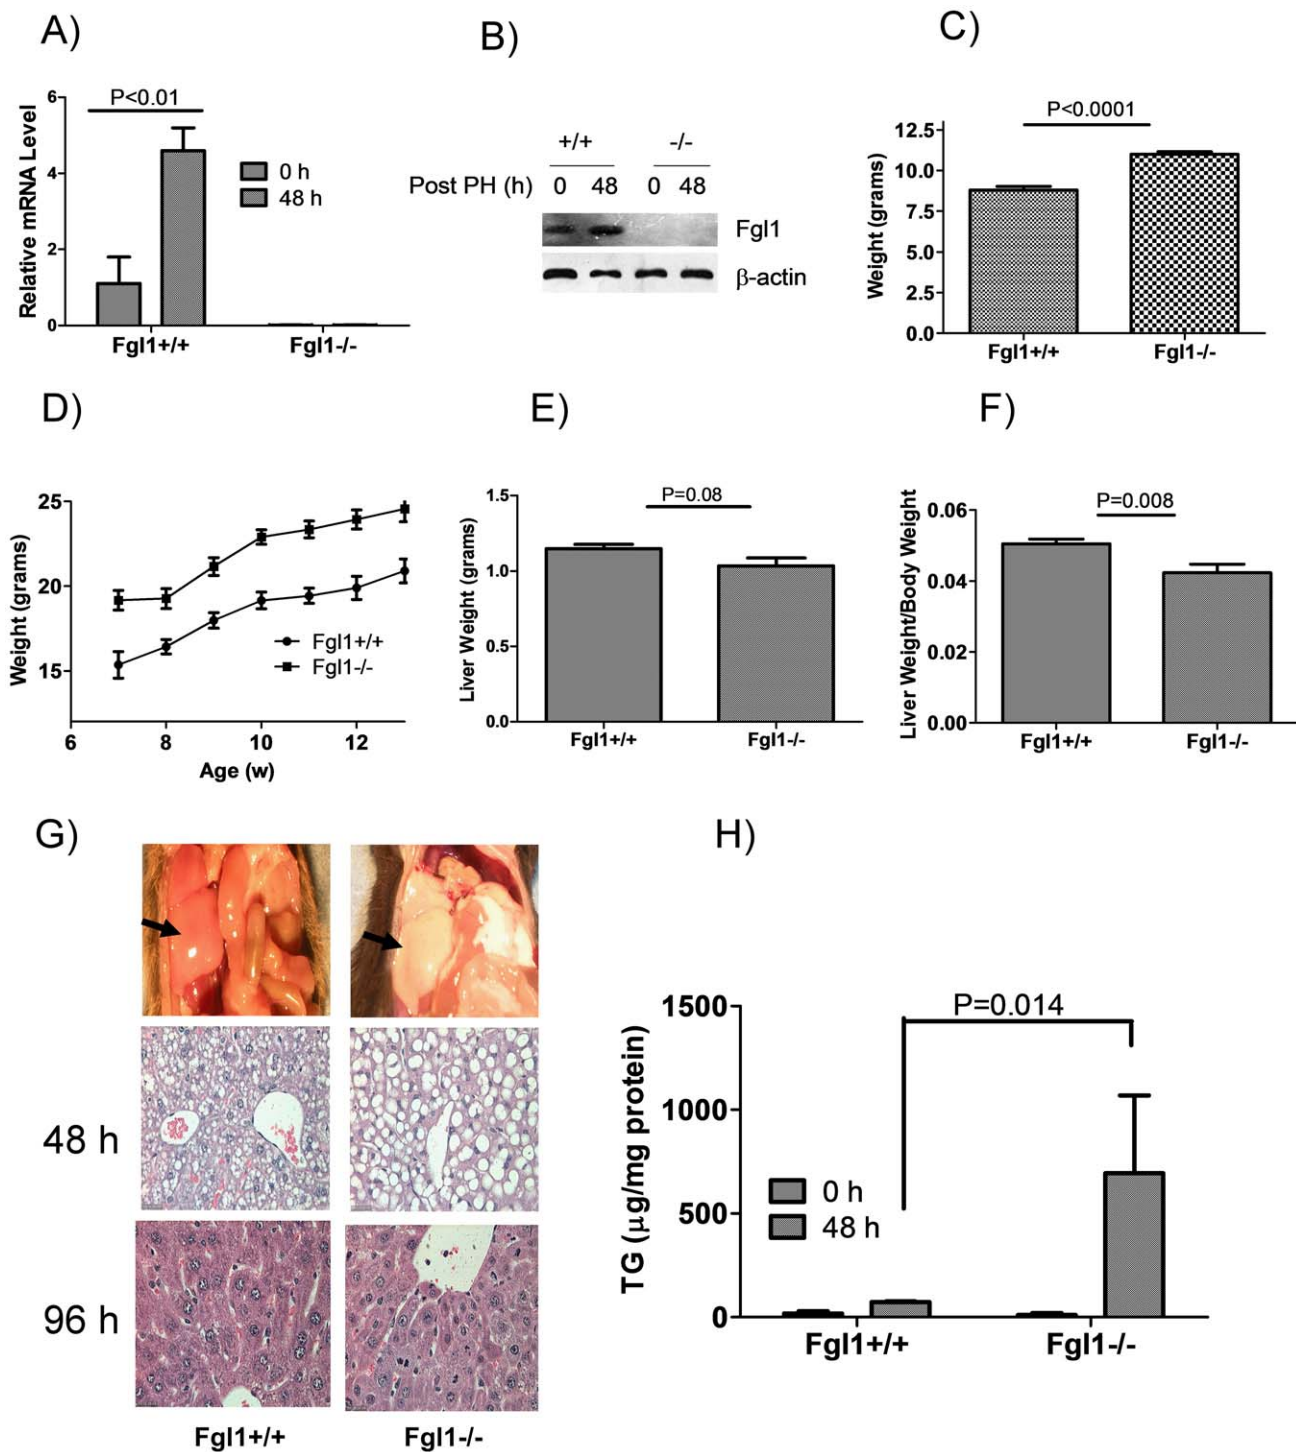 A)
P<0.01
Relative mRNA Level
6
4
2
0
0 h
48 h
Fgl1+/+
Fgl1-/-
B)
+/+ -/-
Post PH (h) 0 48 0 48
Fgl1
β-actin
C)
P<0.0001
Weight (grams)
12.5
10.0
7.5
5.0
2.5
0.0
Fgl1+/+
Fgl1-/-
D)
Weight (grams)
25
20
15
Fgl1+/+
Fgl1-/-
6 8 10 12
Age (w)
E)
P=0.08
Liver Weight (grams)
1.5
1.0
0.5
0.0
Fgl1+/+
Fgl1-/-
F)
P=0.008
Liver Weight/Body Weight
0.06
0.04
0.02
0.00
Fgl1+/+
Fgl1-/-
G)
48 h
96 h
Fgl1+/+
Fgl1-/-
H)
P=0.014
TG (μg/mg protein)
1500
1000
500
0
0 h
48 h
Fgl1+/+
Fgl1-/-